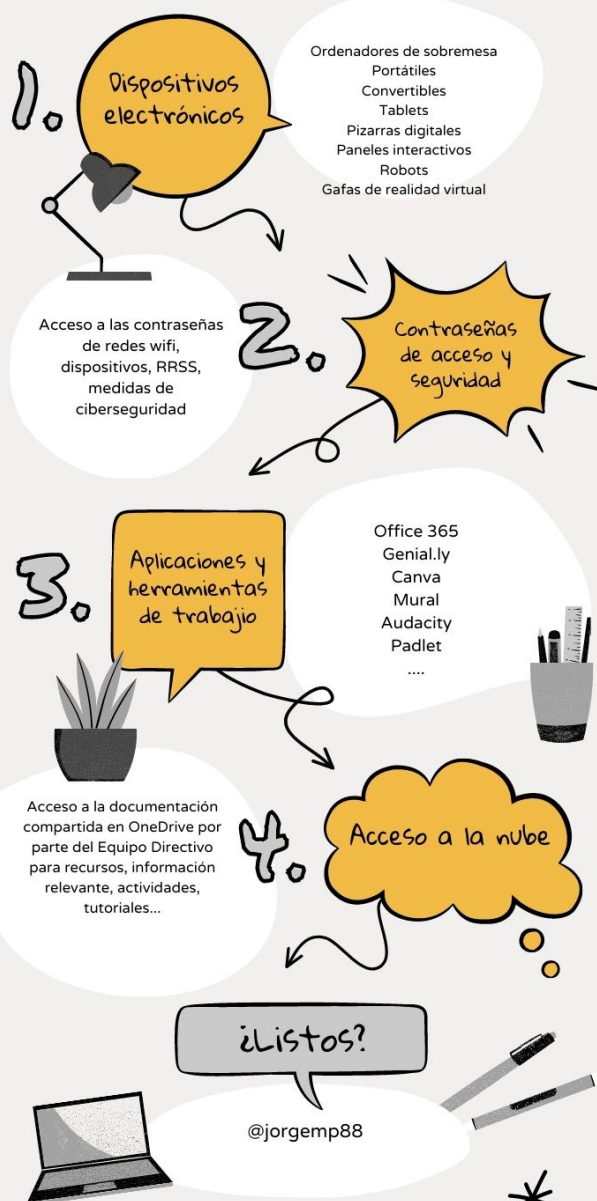 1.
Dispositivos
electrónicos
Ordenadores de sobremesa
Portátiles
Convertibles
Tablets
Pizarras digitales
Paneles interactivos
Robots
Gafas de realidad virtual
2.
Contraseñas
de acceso y
seguridad
Acceso a las contraseñas
de redes wifi,
dispositivos, RRSS,
medidas de
ciberseguridad
3.
Aplicaciones y
herramientas
de trabajio
Office 365
Genial.ly
Canva
Mural
Audacity
Padlet
....
4.
Acceso a la nube
Acceso a la documentación
compartida en OneDrive por
parte del Equipo Directivo
para recursos, información
relevante, actividades,
tutoriales...
¿Listos?
@jorgemp88